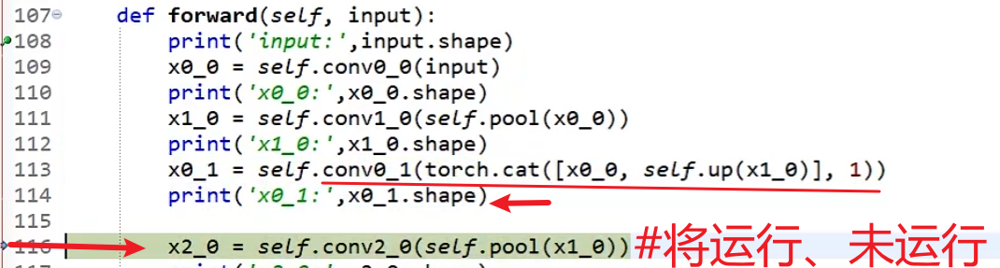 107 def forward(self, input):
108 print('input:',input.shape)
109 x0_0 = self.conv0_0(input)
110 print('x0_0:',x0_0.shape)
111 x1_0 = self.conv1_0(self.pool(x0_0))
112 print('x1_0:',x1_0.shape)
113 x0_1 = self.conv0_1(torch.cat([x0_0, self.up(x1_0)], 1))
114 print('x0_1:',x0_1.shape)
115
116 x2_0 = self.conv2_0(self.pool(x1_0)) #将运行、未运行